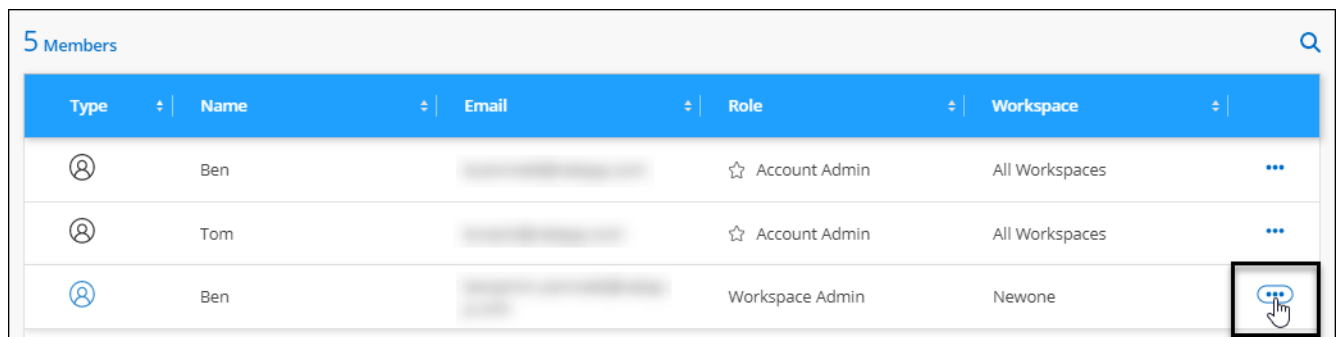 5 Members
Type Name Email Role Workspace
Ben Account Admin All Workspaces
Tom Account Admin All Workspaces
Ben Workspace Admin Newone